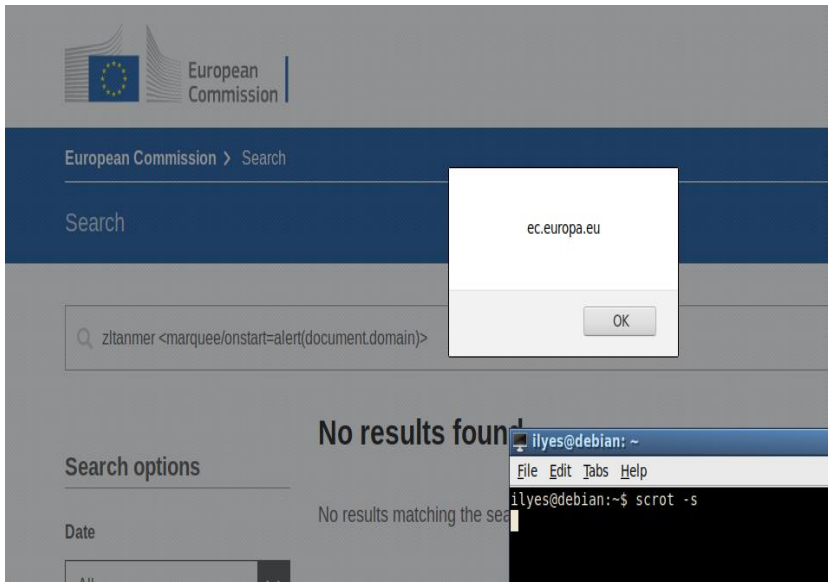 European
Commission
European Commission > Search
Search
ec.europa.eu
OK
zltanmer <marquee/onstart=alert(document.domain)>
No results found
Search options
No results matching the sea
Date
All
ilyes@debian: ~
File Edit Tabs Help
ilyes@debian:~$ scrot -s